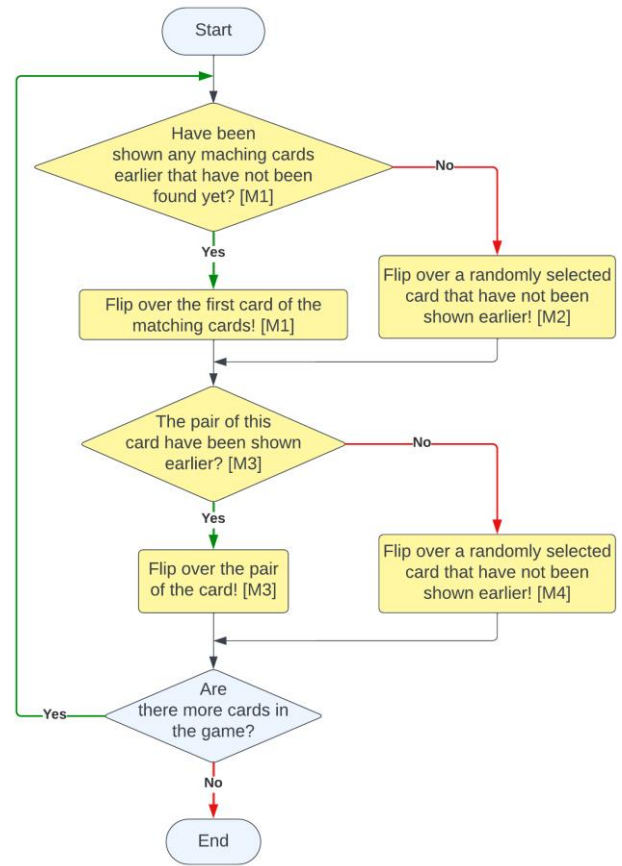 Start
Have been
shown any maching cards
earlier that have not been
found yet? [M1]
No
Yes
Flip over the first card of the
matching cards! [M1]
Flip over a randomly selected
card that have not been
shown earlier! [M2]
The pair of this
card have been shown
earlier? [M3]
No
Yes
Flip over the pair
of the card! [M3]
Flip over a randomly selected
card that have not been
shown earlier! [M4]
Are
there more cards in
the game?
Yes
No
End